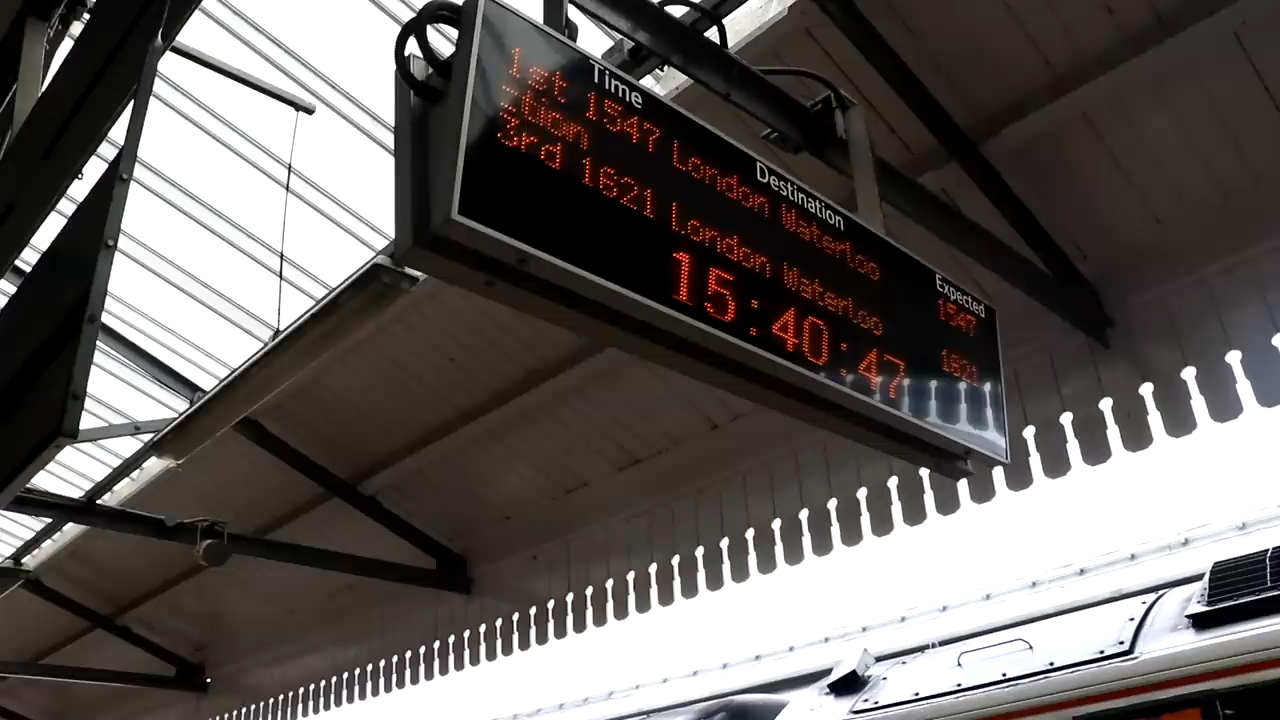 Time Destination Expected
1st 1547 London Waterloo 1547
3rd 1621 London Waterloo 1621
15:40:47